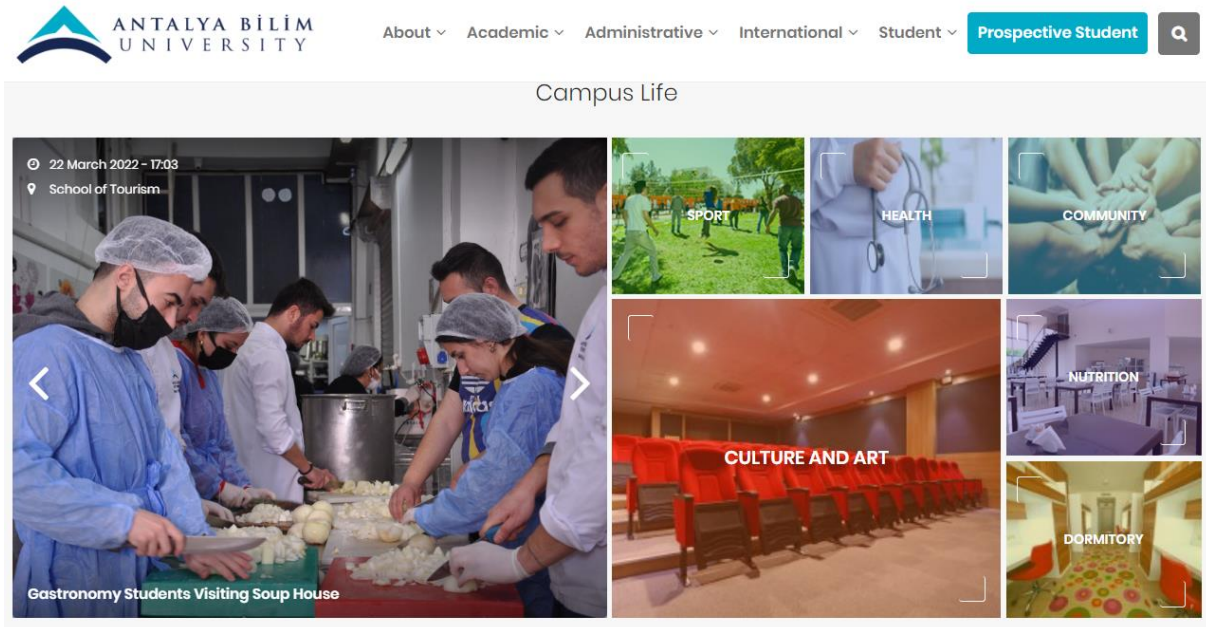 ANTALYA BİLİM
UNIVERSITY
About Academic Administrative International Student Prospective Student
Campus Life
22 March 2022 - 17:03
School of Tourism
Gastronomy Students Visiting Soup House
SPORT
HEALTH
COMMUNITY
CULTURE AND ART
NUTRITION
DORMITORY